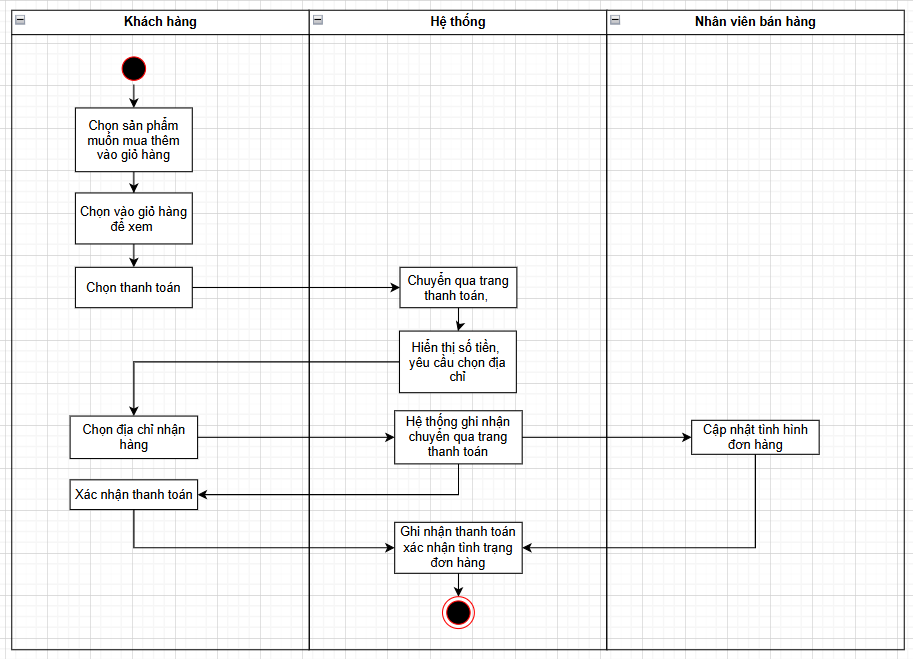 Khách hàng
Hệ thống
Nhân viên bán hàng
Chọn sản phẩm
muốn mua thêm
vào giỏ hàng
Chọn vào giỏ hàng
để xem
Chọn thanh toán
Chuyển qua trang
thanh toán,
Hiển thị số tiền,
yêu cầu chọn địa
chỉ
Chọn địa chỉ nhận
hàng
Hệ thống ghi nhận
chuyển qua trang
thanh toán
Cập nhật tình hình
đơn hàng
Xác nhận thanh toán
Ghi nhận thanh toán
xác nhận tình trạng
đơn hàng